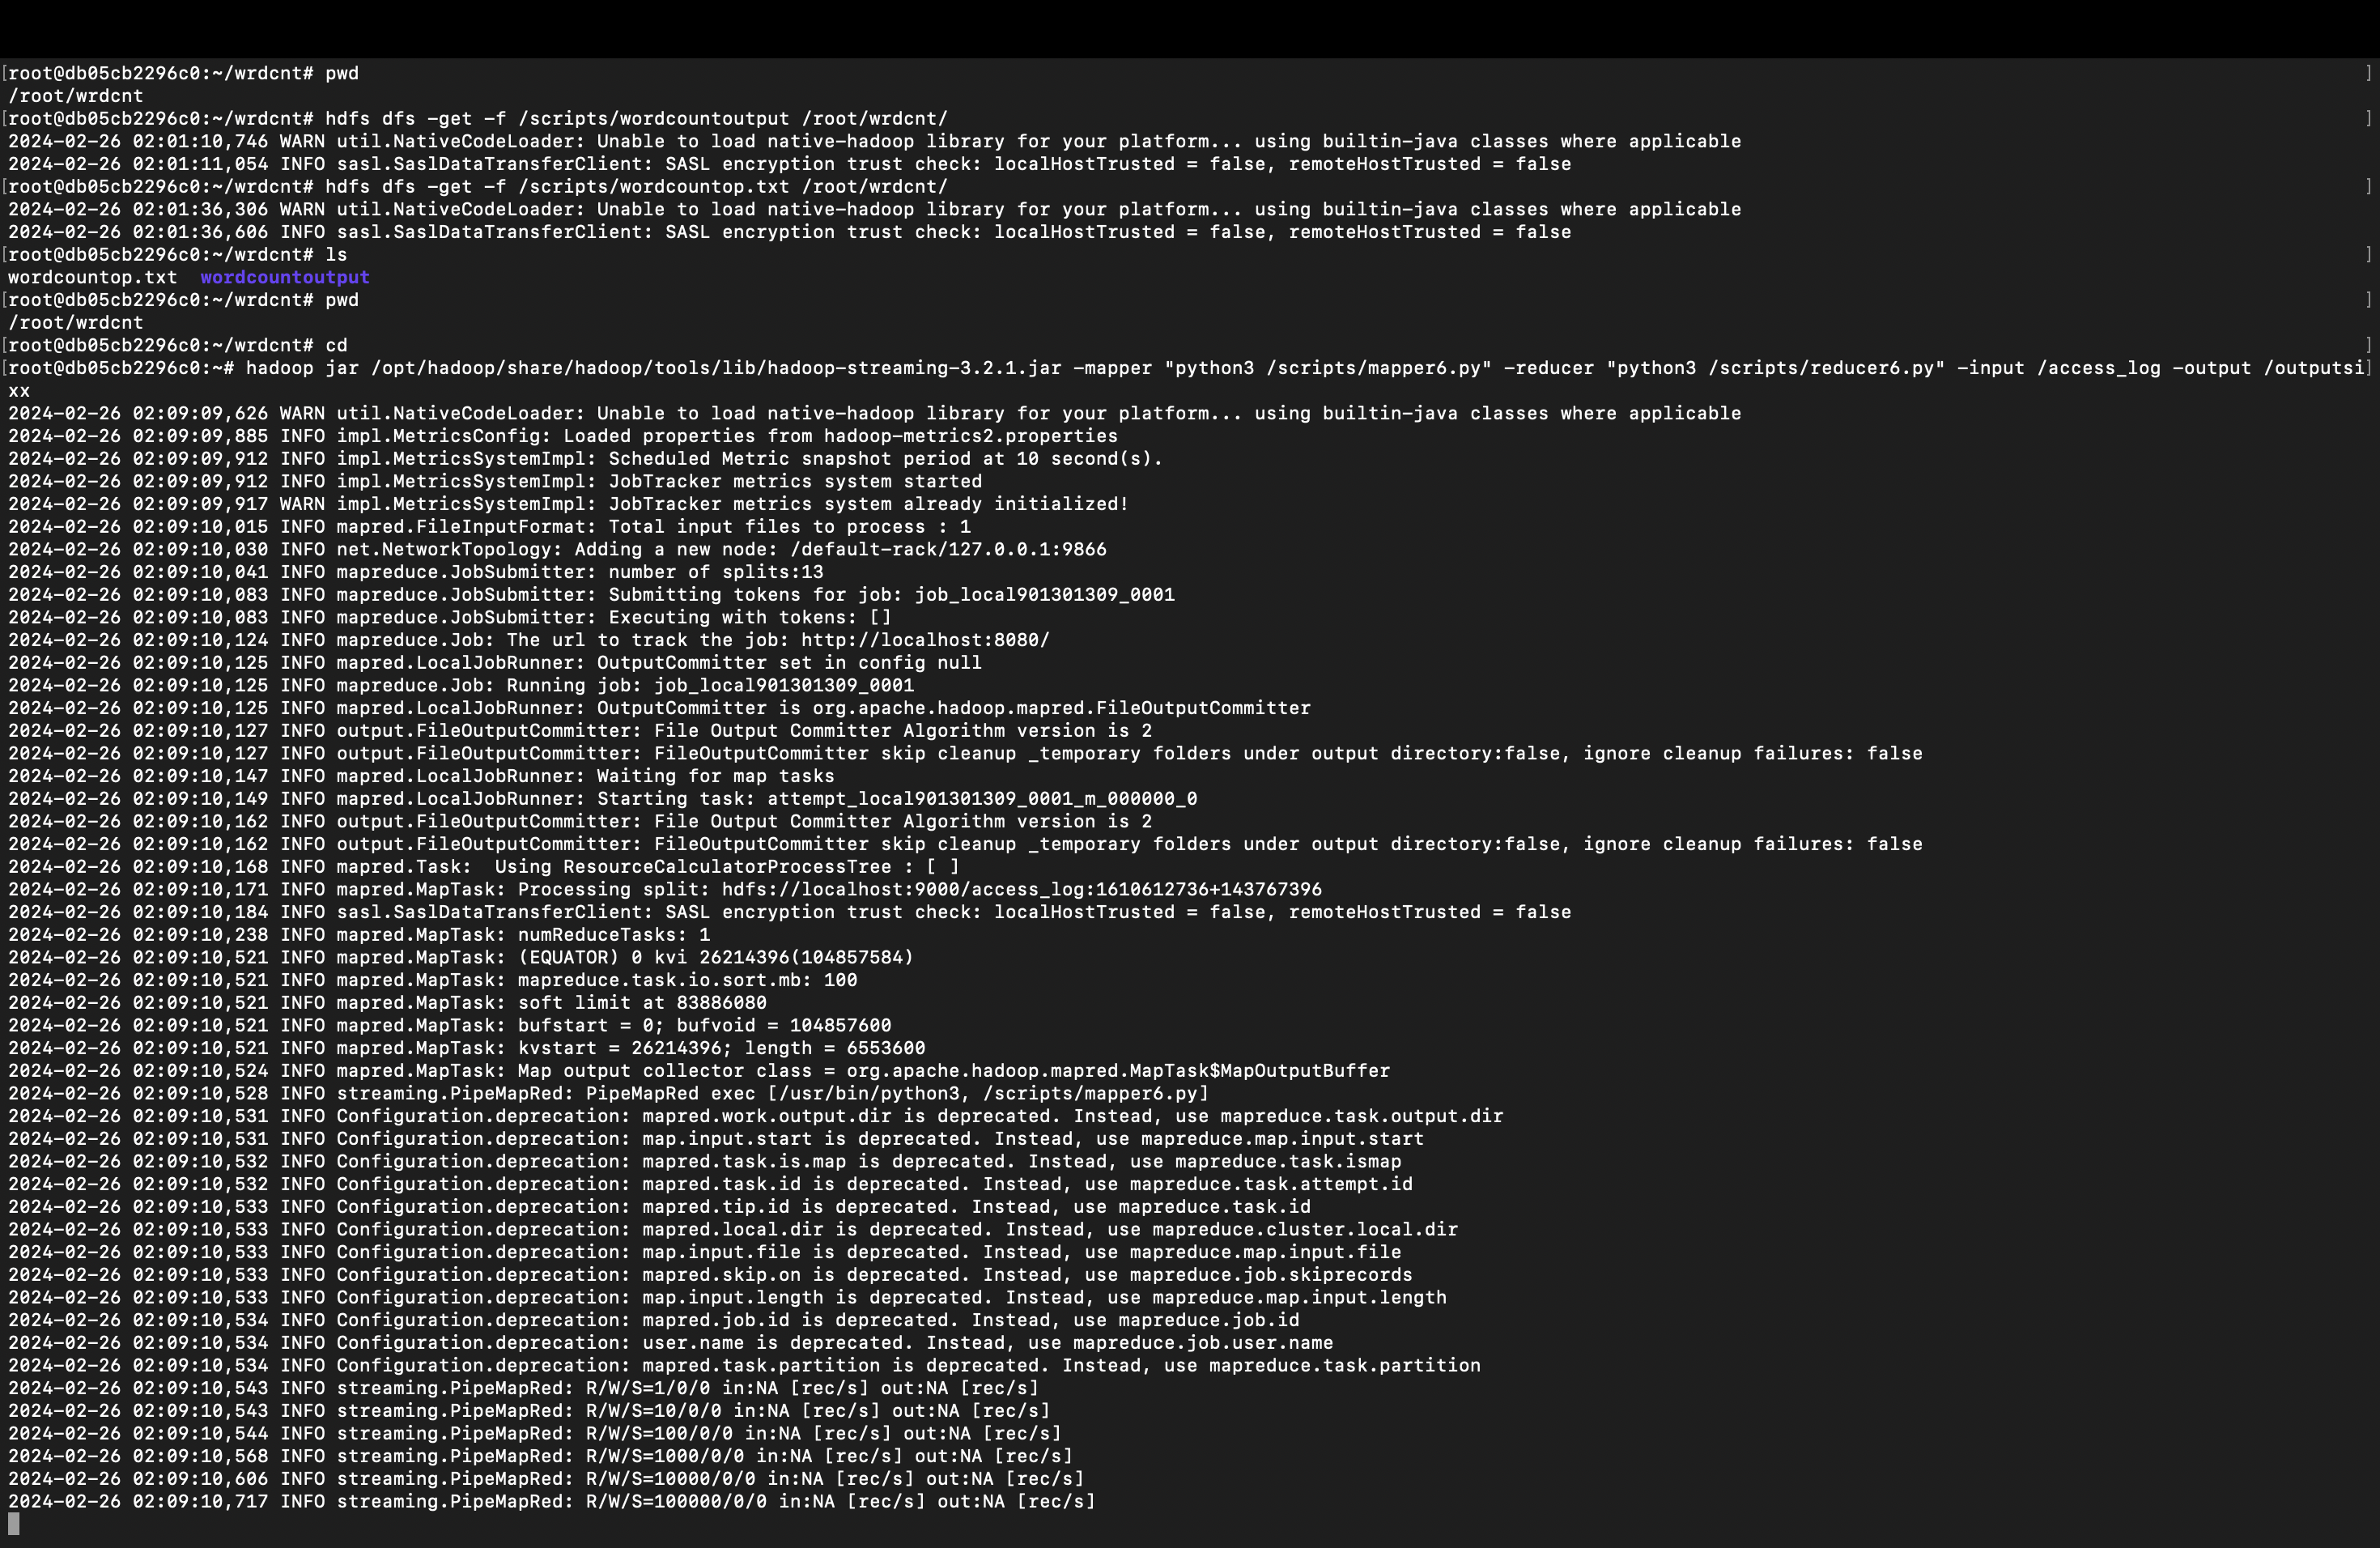 [root@db05cb2296c0:~/wrdcnt# pwd ]
/root/wrdcnt
[root@db05cb2296c0:~/wrdcnt# hdfs dfs -get -f /scripts/wordcountoutput /root/wrdcnt/ ]
2024-02-26 02:01:10,746 WARN util.NativeCodeLoader: Unable to load native-hadoop library for your platform... using builtin-java classes where applicable
2024-02-26 02:01:11,054 INFO sasl.SaslDataTransferClient: SASL encryption trust check: localHostTrusted = false, remoteHostTrusted = false
[root@db05cb2296c0:~/wrdcnt# hdfs dfs -get -f /scripts/wordcountop.txt /root/wrdcnt/ ]
2024-02-26 02:01:36,306 WARN util.NativeCodeLoader: Unable to load native-hadoop library for your platform... using builtin-java classes where applicable
2024-02-26 02:01:36,606 INFO sasl.SaslDataTransferClient: SASL encryption trust check: localHostTrusted = false, remoteHostTrusted = false
[root@db05cb2296c0:~/wrdcnt# ls ]
wordcountop.txt  wordcountoutput
[root@db05cb2296c0:~/wrdcnt# pwd ]
/root/wrdcnt
[root@db05cb2296c0:~/wrdcnt# cd ]
[root@db05cb2296c0:~# hadoop jar /opt/hadoop/share/hadoop/tools/lib/hadoop-streaming-3.2.1.jar -mapper "python3 /scripts/mapper6.py" -reducer "python3 /scripts/reducer6.py" -input /access_log -output /outputsi]
xx
2024-02-26 02:09:09,626 WARN util.NativeCodeLoader: Unable to load native-hadoop library for your platform... using builtin-java classes where applicable
2024-02-26 02:09:09,885 INFO impl.MetricsConfig: Loaded properties from hadoop-metrics2.properties
2024-02-26 02:09:09,912 INFO impl.MetricsSystemImpl: Scheduled Metric snapshot period at 10 second(s).
2024-02-26 02:09:09,912 INFO impl.MetricsSystemImpl: JobTracker metrics system started
2024-02-26 02:09:09,917 WARN impl.MetricsSystemImpl: JobTracker metrics system already initialized!
2024-02-26 02:09:10,015 INFO mapred.FileInputFormat: Total input files to process : 1
2024-02-26 02:09:10,030 INFO net.NetworkTopology: Adding a new node: /default-rack/127.0.0.1:9866
2024-02-26 02:09:10,041 INFO mapreduce.JobSubmitter: number of splits:13
2024-02-26 02:09:10,083 INFO mapreduce.JobSubmitter: Submitting tokens for job: job_local901301309_0001
2024-02-26 02:09:10,083 INFO mapreduce.JobSubmitter: Executing with tokens: []
2024-02-26 02:09:10,124 INFO mapreduce.Job: The url to track the job: http://localhost:8080/
2024-02-26 02:09:10,125 INFO mapred.LocalJobRunner: OutputCommitter set in config null
2024-02-26 02:09:10,125 INFO mapreduce.Job: Running job: job_local901301309_0001
2024-02-26 02:09:10,125 INFO mapred.LocalJobRunner: OutputCommitter is org.apache.hadoop.mapred.FileOutputCommitter
2024-02-26 02:09:10,127 INFO output.FileOutputCommitter: File Output Committer Algorithm version is 2
2024-02-26 02:09:10,127 INFO output.FileOutputCommitter: FileOutputCommitter skip cleanup _temporary folders under output directory:false, ignore cleanup failures: false
2024-02-26 02:09:10,147 INFO mapred.LocalJobRunner: Waiting for map tasks
2024-02-26 02:09:10,149 INFO mapred.LocalJobRunner: Starting task: attempt_local901301309_0001_m_000000_0
2024-02-26 02:09:10,162 INFO output.FileOutputCommitter: File Output Committer Algorithm version is 2
2024-02-26 02:09:10,162 INFO output.FileOutputCommitter: FileOutputCommitter skip cleanup _temporary folders under output directory:false, ignore cleanup failures: false
2024-02-26 02:09:10,168 INFO mapred.Task:  Using ResourceCalculatorProcessTree : [ ]
2024-02-26 02:09:10,171 INFO mapred.MapTask: Processing split: hdfs://localhost:9000/access_log:1610612736+143767396
2024-02-26 02:09:10,184 INFO sasl.SaslDataTransferClient: SASL encryption trust check: localHostTrusted = false, remoteHostTrusted = false
2024-02-26 02:09:10,238 INFO mapred.MapTask: numReduceTasks: 1
2024-02-26 02:09:10,521 INFO mapred.MapTask: (EQUATOR) 0 kvi 26214396(104857584)
2024-02-26 02:09:10,521 INFO mapred.MapTask: mapreduce.task.io.sort.mb: 100
2024-02-26 02:09:10,521 INFO mapred.MapTask: soft limit at 83886080
2024-02-26 02:09:10,521 INFO mapred.MapTask: bufstart = 0; bufvoid = 104857600
2024-02-26 02:09:10,521 INFO mapred.MapTask: kvstart = 26214396; length = 6553600
2024-02-26 02:09:10,524 INFO mapred.MapTask: Map output collector class = org.apache.hadoop.mapred.MapTask$MapOutputBuffer
2024-02-26 02:09:10,528 INFO streaming.PipeMapRed: PipeMapRed exec [/usr/bin/python3, /scripts/mapper6.py]
2024-02-26 02:09:10,531 INFO Configuration.deprecation: mapred.work.output.dir is deprecated. Instead, use mapreduce.task.output.dir
2024-02-26 02:09:10,531 INFO Configuration.deprecation: map.input.start is deprecated. Instead, use mapreduce.map.input.start
2024-02-26 02:09:10,532 INFO Configuration.deprecation: mapred.task.is.map is deprecated. Instead, use mapreduce.task.ismap
2024-02-26 02:09:10,532 INFO Configuration.deprecation: mapred.task.id is deprecated. Instead, use mapreduce.task.attempt.id
2024-02-26 02:09:10,533 INFO Configuration.deprecation: mapred.tip.id is deprecated. Instead, use mapreduce.task.id
2024-02-26 02:09:10,533 INFO Configuration.deprecation: mapred.local.dir is deprecated. Instead, use mapreduce.cluster.local.dir
2024-02-26 02:09:10,533 INFO Configuration.deprecation: map.input.file is deprecated. Instead, use mapreduce.map.input.file
2024-02-26 02:09:10,533 INFO Configuration.deprecation: mapred.skip.on is deprecated. Instead, use mapreduce.job.skiprecords
2024-02-26 02:09:10,533 INFO Configuration.deprecation: map.input.length is deprecated. Instead, use mapreduce.map.input.length
2024-02-26 02:09:10,534 INFO Configuration.deprecation: mapred.job.id is deprecated. Instead, use mapreduce.job.id
2024-02-26 02:09:10,534 INFO Configuration.deprecation: user.name is deprecated. Instead, use mapreduce.job.user.name
2024-02-26 02:09:10,534 INFO Configuration.deprecation: mapred.task.partition is deprecated. Instead, use mapreduce.task.partition
2024-02-26 02:09:10,543 INFO streaming.PipeMapRed: R/W/S=1/0/0 in:NA [rec/s] out:NA [rec/s]
2024-02-26 02:09:10,543 INFO streaming.PipeMapRed: R/W/S=10/0/0 in:NA [rec/s] out:NA [rec/s]
2024-02-26 02:09:10,544 INFO streaming.PipeMapRed: R/W/S=100/0/0 in:NA [rec/s] out:NA [rec/s]
2024-02-26 02:09:10,568 INFO streaming.PipeMapRed: R/W/S=1000/0/0 in:NA [rec/s] out:NA [rec/s]
2024-02-26 02:09:10,606 INFO streaming.PipeMapRed: R/W/S=10000/0/0 in:NA [rec/s] out:NA [rec/s]
2024-02-26 02:09:10,717 INFO streaming.PipeMapRed: R/W/S=100000/0/0 in:NA [rec/s] out:NA [rec/s]